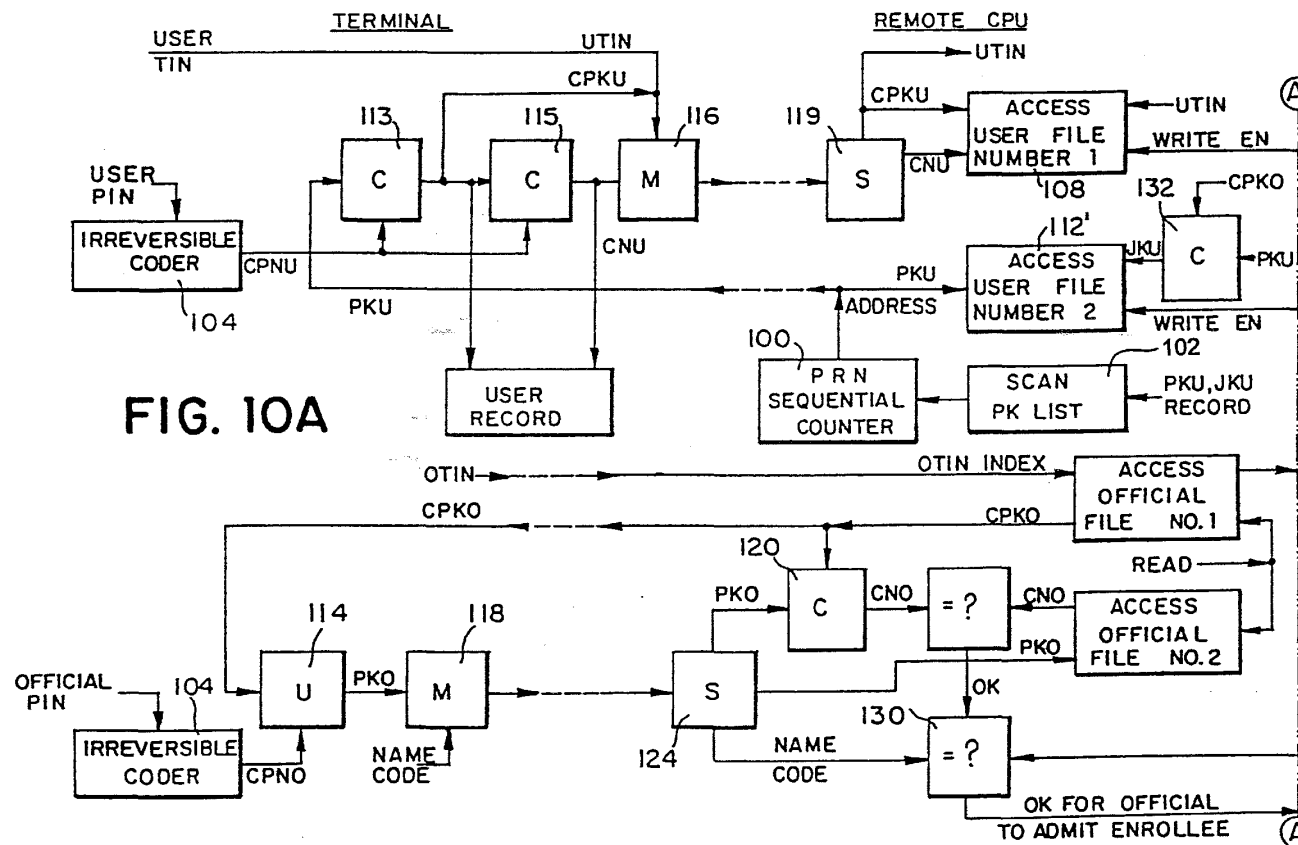 TERMINAL
REMOTE CPU
USER
TIN
UTIN
UTIN
CPKU
CPKU
113
115
116
119
ACCESS
USER FILE
NUMBER 1
UTIN
WRITE EN
A
C
C
M
S
CNU
108
132
CPKO
USER
PIN
IRREVERSIBLE
CODER
CPNU
104
CNU
112'
ACCESS
USER FILE
NUMBER 2
JKU
C
PKU
PKU
PKU
ADDRESS
WRITE EN
100
102
USER
RECORD
PRN
SEQUENTIAL
COUNTER
SCAN
PK LIST
PKU, JKU
RECORD
FIG. 10A
OTIN
OTIN INDEX
ACCESS
OFFICIAL
FILE NO.1
CPKO
CPKO
READ
120
PKO
C
CNO
= ?
CNO
ACCESS
OFFICIAL
FILE NO.2
PKO
114
118
OFFICIAL
PIN
U
PKO
M
S
OK
130
104
IRREVERSIBLE
CODER
CPNO
NAME
CODE
124
NAME
CODE
= ?
OK FOR OFFICIAL
TO ADMIT ENROLLEE
A